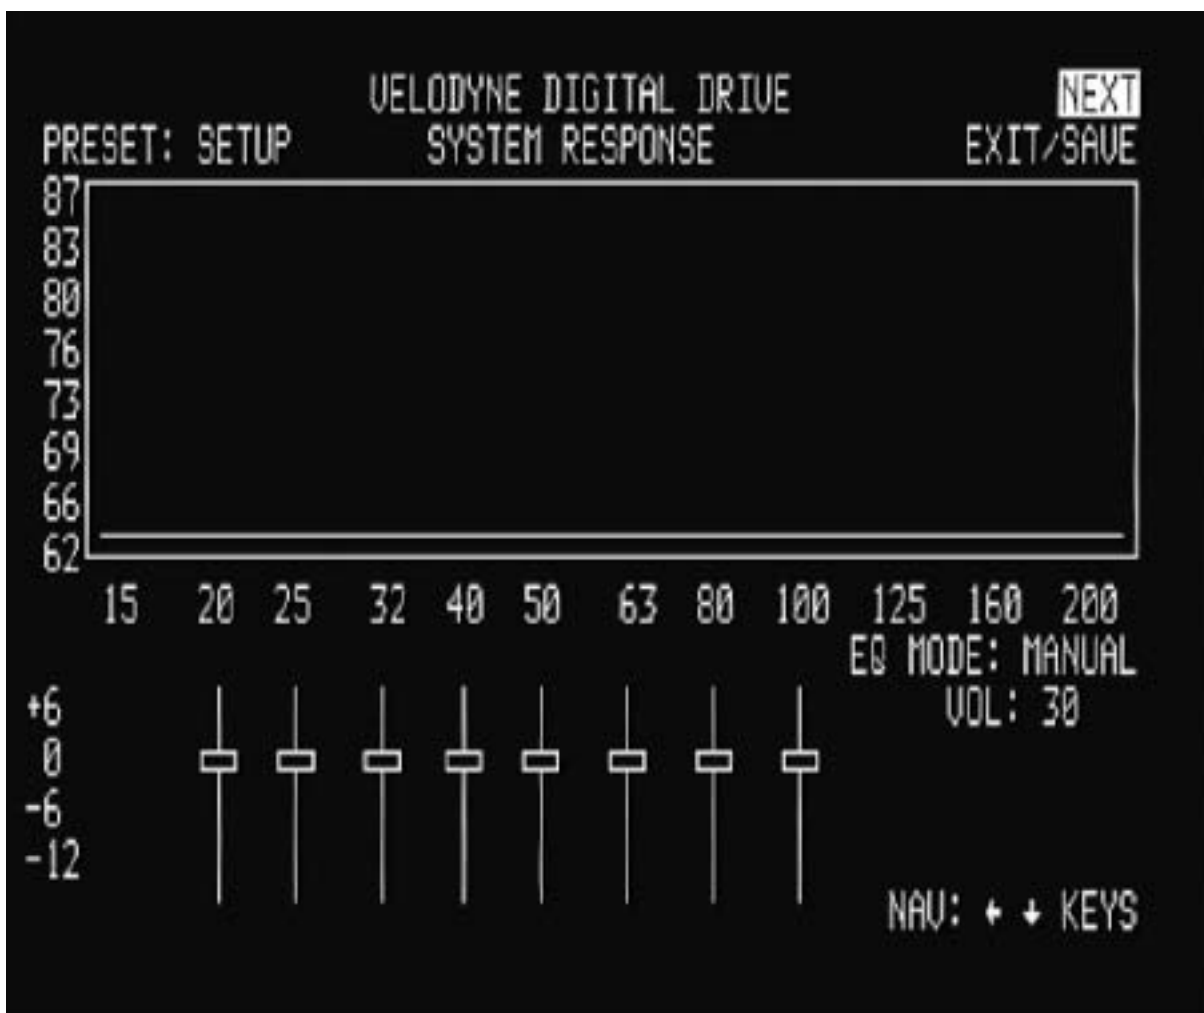 VELODYNE DIGITAL DRIVE NEXT
PRESET: SETUP SYSTEM RESPONSE EXIT/SAVE
87
83
80
76
73
69
66
62
15 20 25 32 40 50 63 80 100 125 160 200
EQ MODE: MANUAL
+6 VOL: 30
0
-6
-12
NAV: ← ↓ KEYS